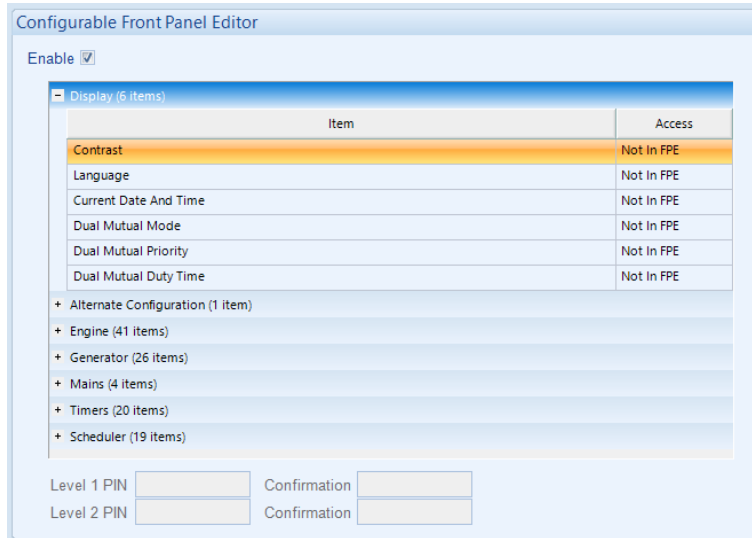 Configurable Front Panel Editor
Enable
Display (6 items)
Item Access
Contrast Not In FPE
Language Not In FPE
Current Date And Time Not In FPE
Dual Mutual Mode Not In FPE
Dual Mutual Priority Not In FPE
Dual Mutual Duty Time Not In FPE
+ Alternate Configuration (1 item)
+ Engine (41 items)
+ Generator (26 items)
+ Mains (4 items)
+ Timers (20 items)
+ Scheduler (19 items)
Level 1 PIN Confirmation
Level 2 PIN Confirmation